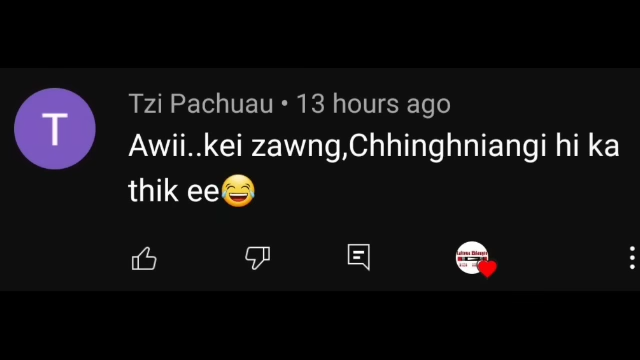 T
Tzi Pachuau • 13 hours ago
Awii..kei zawng,Chhinghniangi hi ka
thik ee😂